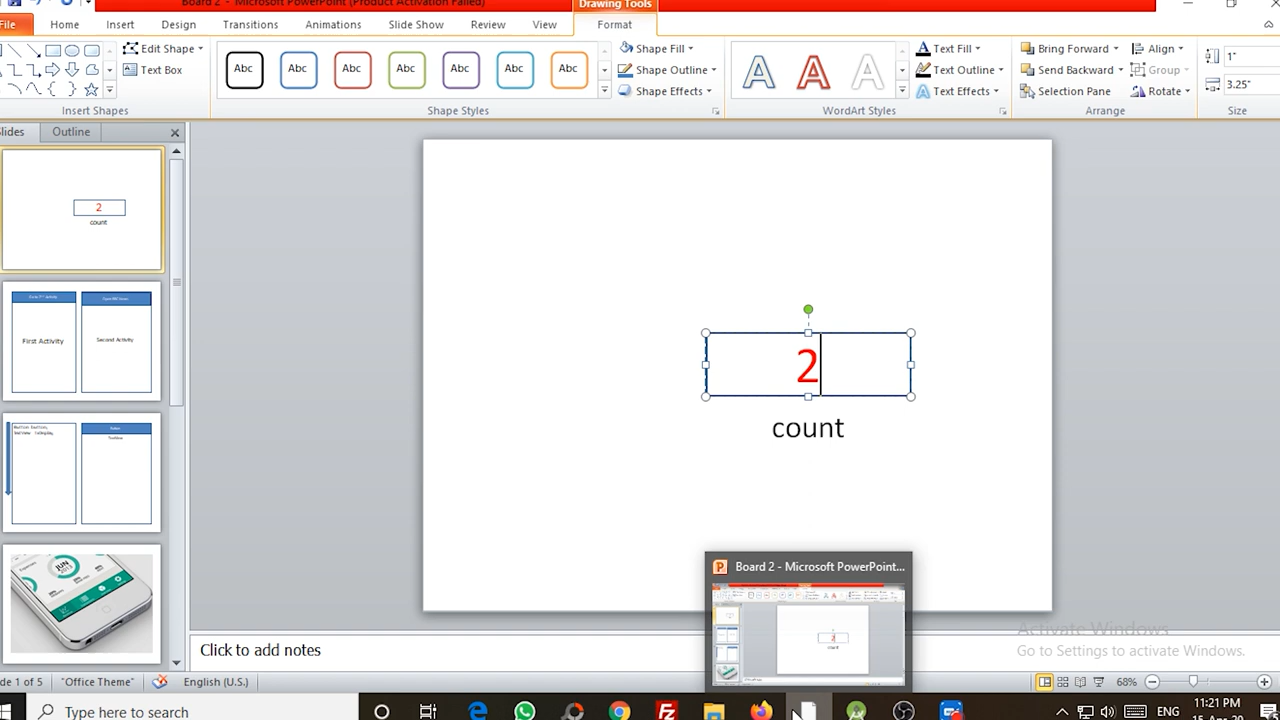 Board 2 - Microsoft PowerPoint (Product Activation Failed)
Drawing Tools
File Home Insert Design Transitions Animations Slide Show Review View Format
Edit Shape
Text Box
Insert Shapes
Abc Abc Abc Abc Abc Abc Abc
Shape Fill
Shape Outline
Shape Effects
Shape Styles
Text Fill
Text Outline
Text Effects
WordArt Styles
Bring Forward
Send Backward
Selection Pane
Align
Group
Rotate
Arrange
1"
3.25"
Size
Slides Outline
2
count
First Activity
Second Activity
2
count
Board 2 - Microsoft PowerPoint...
Click to add notes
Activate Windows
Go to Settings to activate Windows.
de 1 of 5 "Office Theme" English (U.S.) 68%
Type here to search
ENG 11:21 PM